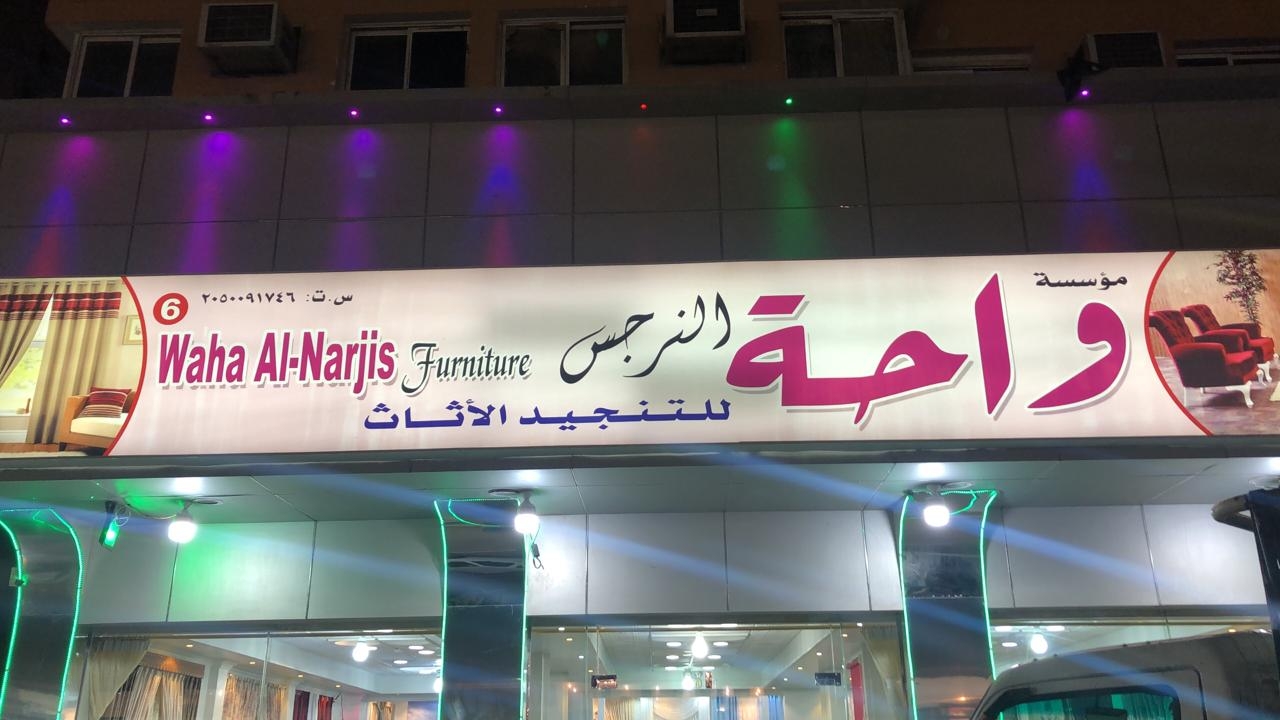 مؤسسة
واحة النرجس
للتنجيد الأثاث
س.ت: ٢٠٥٠٠٩١٧٤٦
6
Waha Al-Narjis Furniture